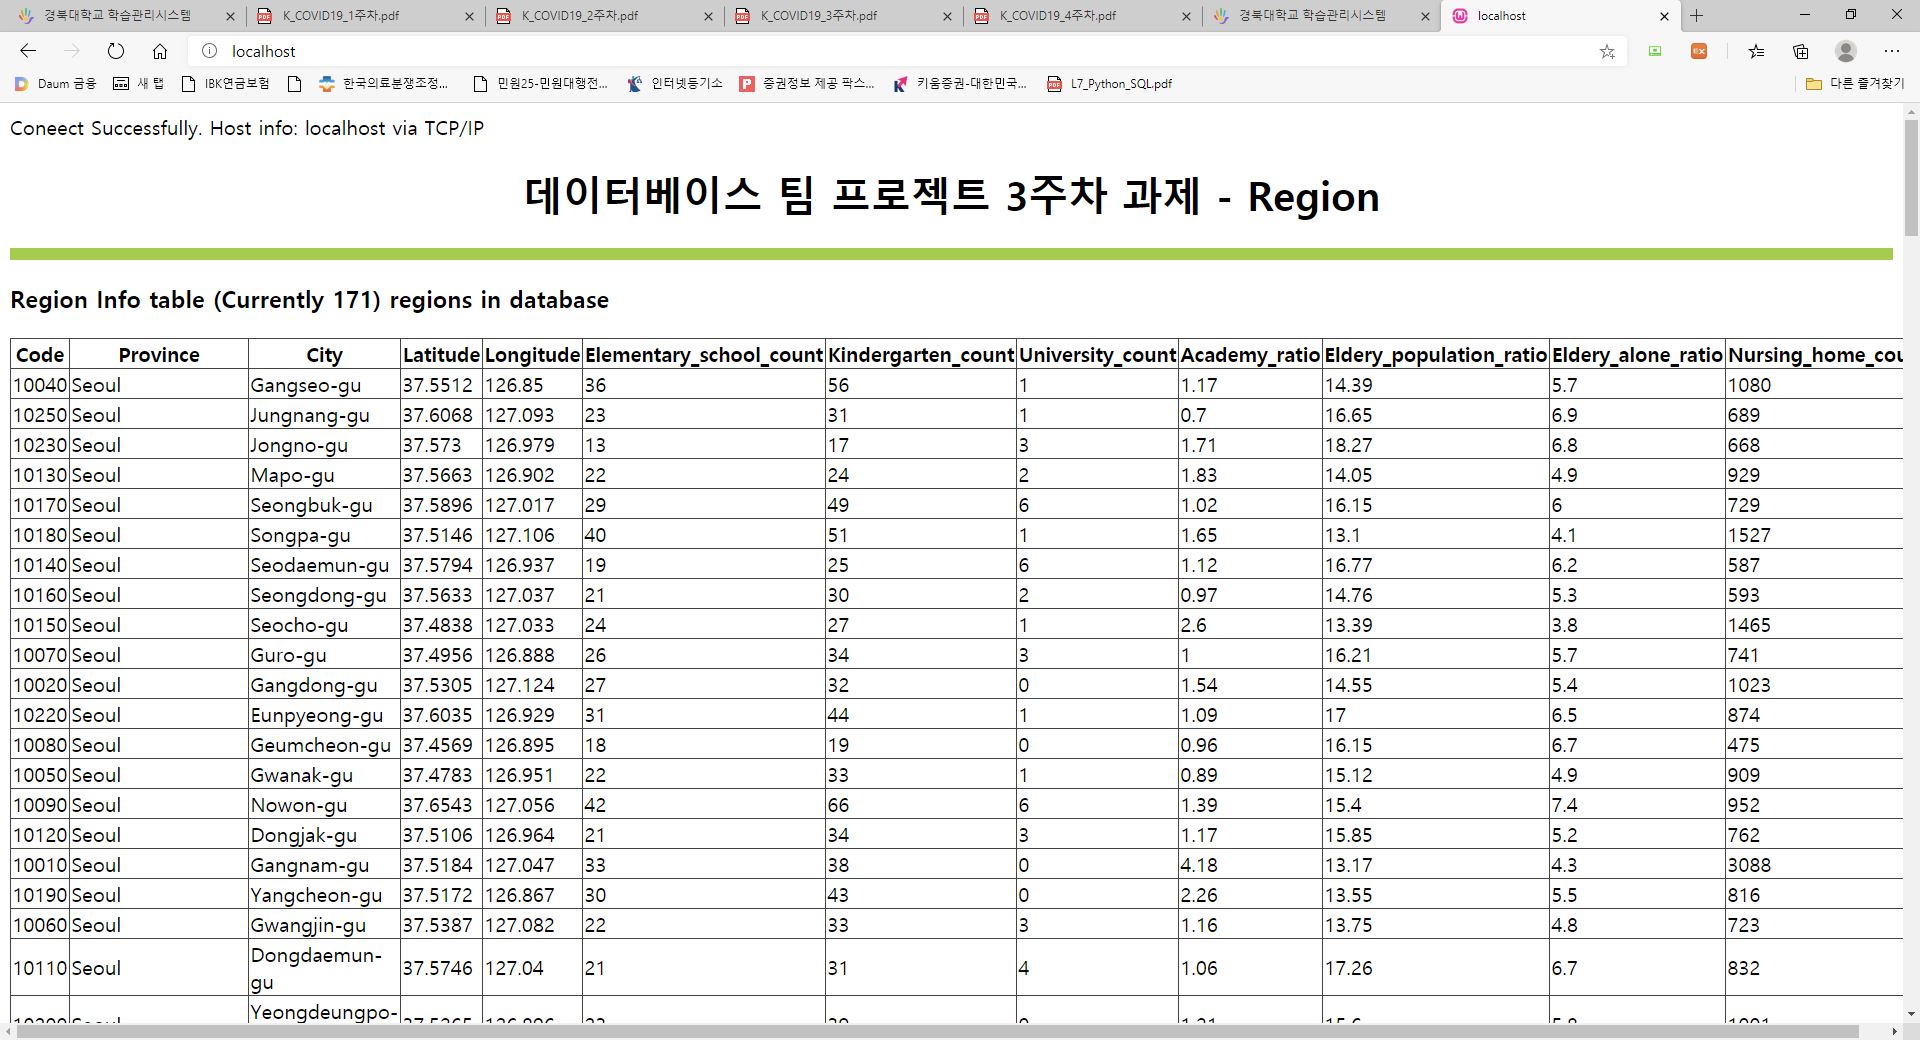 경북대학교 학습관리시스템 K_COVID19_1주차.pdf K_COVID19_2주차.pdf K_COVID19_3주차.pdf K_COVID19_4주차.pdf 경북대학교 학습관리시스템 localhost
localhost
Daum 금융 새 탭 IBK연금보험 한국의료분쟁조정... 민원25-민원대행전... 인터넷등기소 증권정보 제공 팍스... 키움증권-대한민국... L7_Python_SQL.pdf 다른 즐겨찾기
Coneect Successfully. Host info: localhost via TCP/IP
데이터베이스 팀 프로젝트 3주차 과제 - Region
Region Info table (Currently 171) regions in database
Code Province City Latitude Longitude Elementary_school_count Kindergarten_count University_count Academy_ratio Eldery_population_ratio Eldery_alone_ratio Nursing_home_cou
10040 Seoul Gangseo-gu 37.5512 126.85 36 56 1 1.17 14.39 5.7 1080
10250 Seoul Jungnang-gu 37.6068 127.093 23 31 1 0.7 16.65 6.9 689
10230 Seoul Jongno-gu 37.573 126.979 13 17 3 1.71 18.27 6.8 668
10130 Seoul Mapo-gu 37.5663 126.902 22 24 2 1.83 14.05 4.9 929
10170 Seoul Seongbuk-gu 37.5896 127.017 29 49 6 1.02 16.15 6 729
10180 Seoul Songpa-gu 37.5146 127.106 40 51 1 1.65 13.1 4.1 1527
10140 Seoul Seodaemun-gu 37.5794 126.937 19 25 6 1.12 16.77 6.2 587
10160 Seoul Seongdong-gu 37.5633 127.037 21 30 2 0.97 14.76 5.3 593
10150 Seoul Seocho-gu 37.4838 127.033 24 27 1 2.6 13.39 3.8 1465
10070 Seoul Guro-gu 37.4956 126.888 26 34 3 1 16.21 5.7 741
10020 Seoul Gangdong-gu 37.5305 127.124 27 32 0 1.54 14.55 5.4 1023
10220 Seoul Eunpyeong-gu 37.6035 126.929 31 44 1 1.09 17 6.5 874
10080 Seoul Geumcheon-gu 37.4569 126.895 18 19 0 0.96 16.15 6.7 475
10050 Seoul Gwanak-gu 37.4783 126.951 22 33 1 0.89 15.12 4.9 909
10090 Seoul Nowon-gu 37.6543 127.056 42 66 6 1.39 15.4 7.4 952
10120 Seoul Dongjak-gu 37.5106 126.964 21 34 3 1.17 15.85 5.2 762
10010 Seoul Gangnam-gu 37.5184 127.047 33 38 0 4.18 13.17 4.3 3088
10190 Seoul Yangcheon-gu 37.5172 126.867 30 43 0 2.26 13.55 5.5 816
10060 Seoul Gwangjin-gu 37.5387 127.082 22 33 3 1.16 13.75 4.8 723
10110 Seoul Dongdaemun-gu 37.5746 127.04 21 31 4 1.06 17.26 6.7 832
Yeongdeungpo-